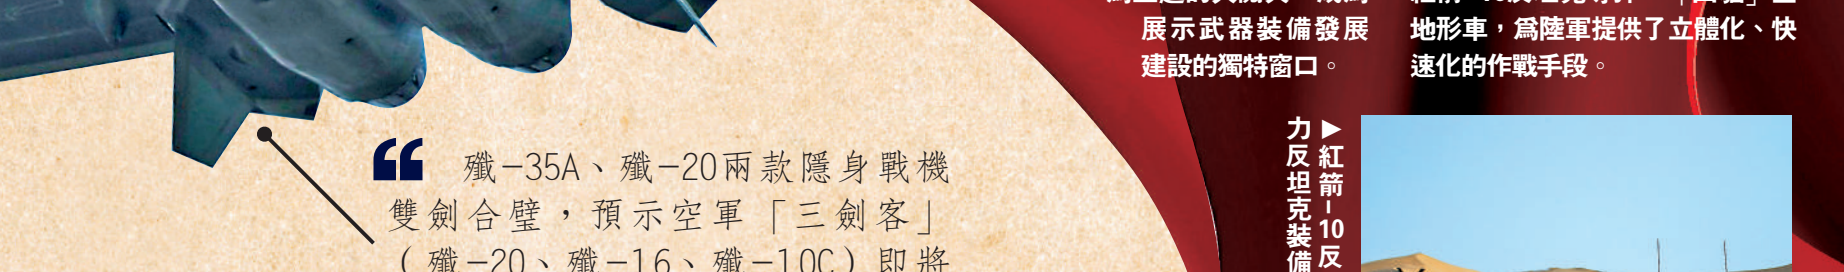 展示武器裝備發展
建設的獨特窗口。
地形車，爲陸軍提供了立體化、快
速化的作戰手段。
❝ 殲-35A、殲-20兩款隱身戰機
雙劍合璧，預示空軍「三劍客」
（殲-20、殲-16、殲-10C）即將
▶紅箭-10反
力反坦克裝備